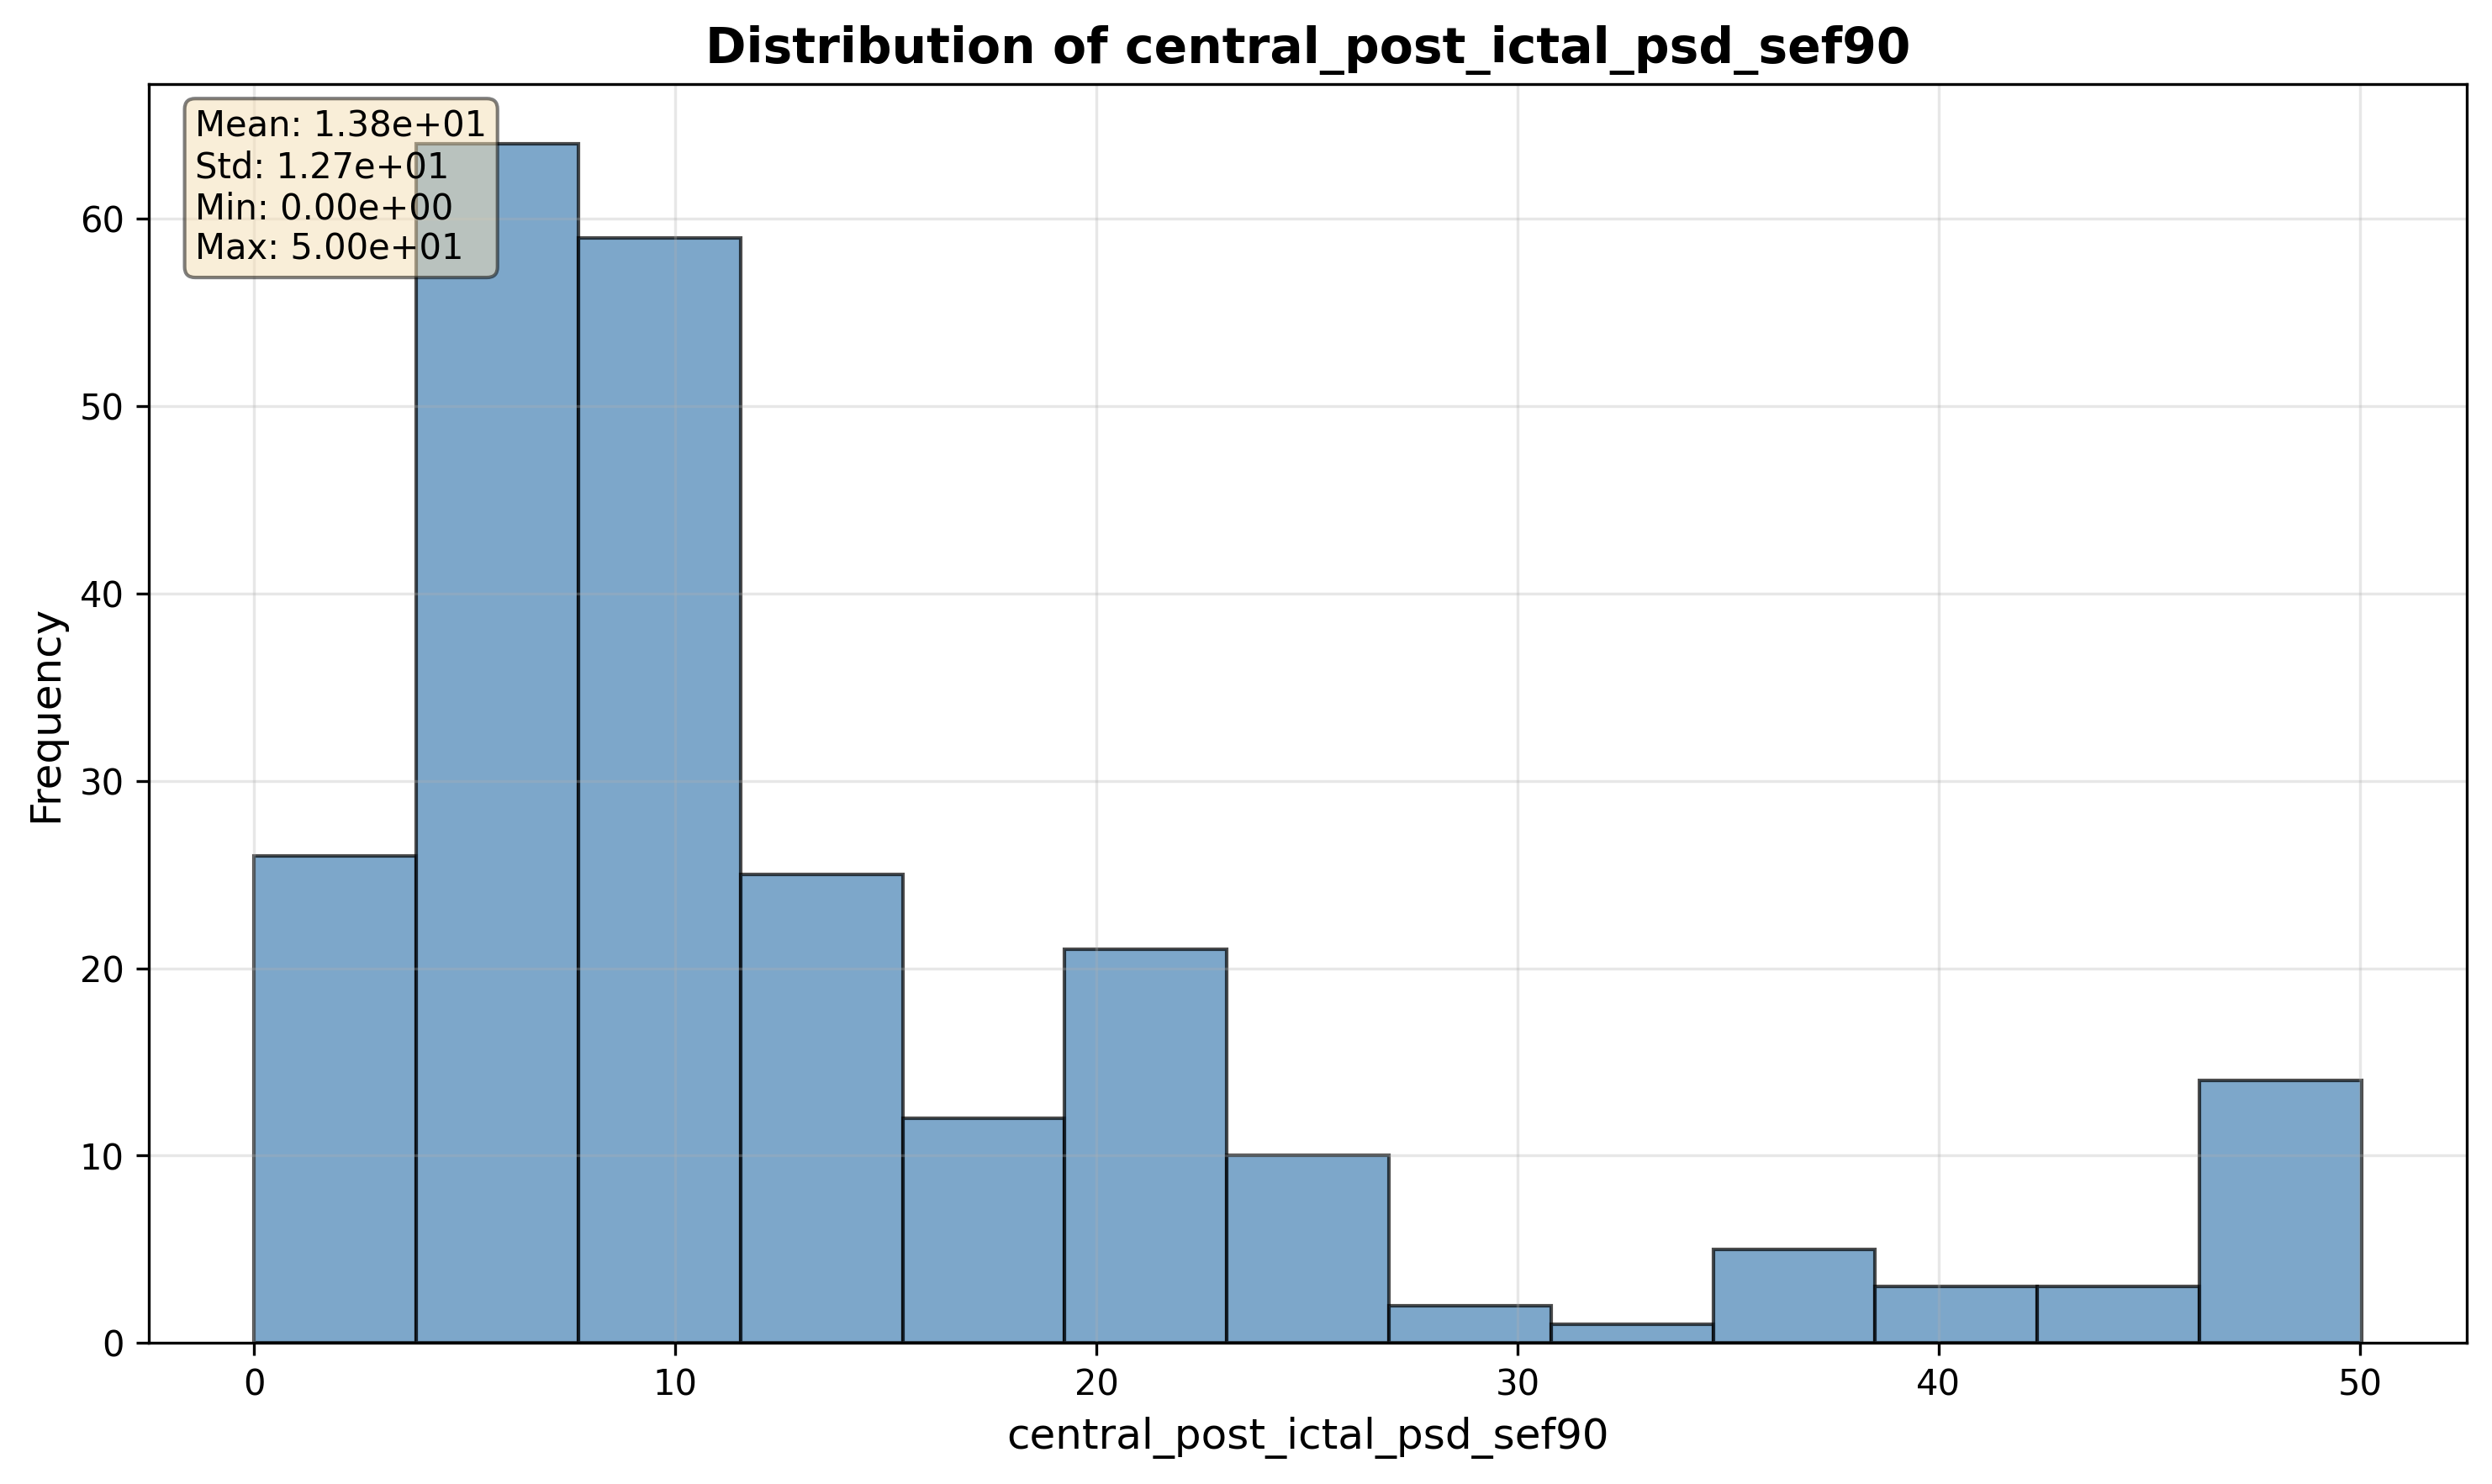 Distribution of central_post_ictal_psd_sef90
Mean: 1.38e+01
Std: 1.27e+01
Min: 0.00e+00
Max: 5.00e+01
Frequency
60
50
40
30
20
10
0
0 10 20 30 40 50
central_post_ictal_psd_sef90